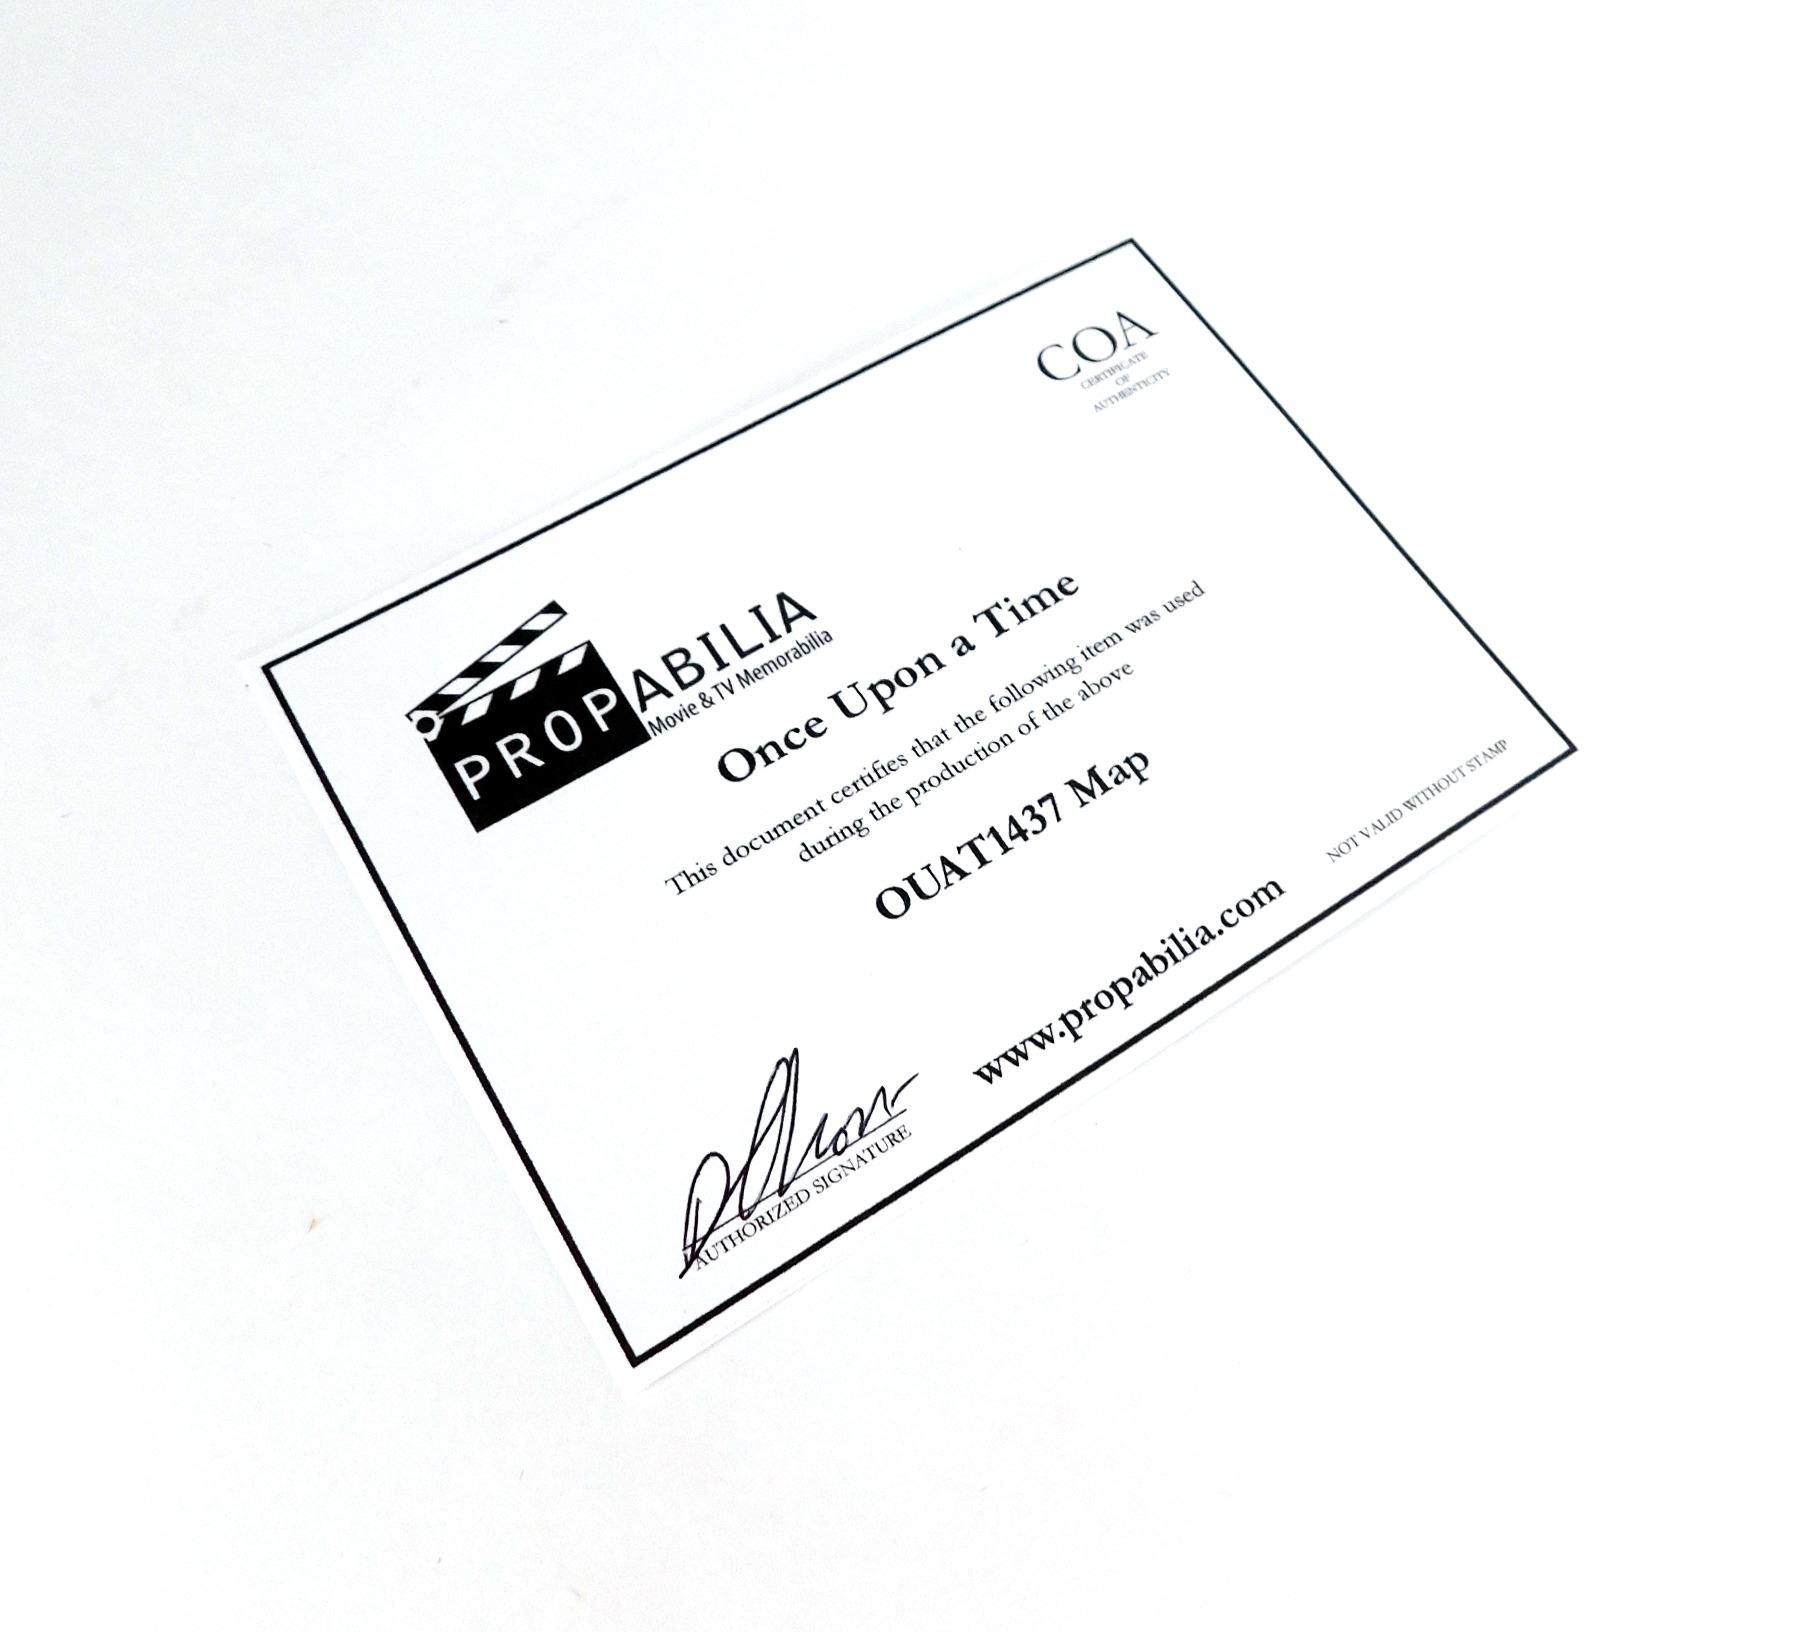 COA
CERTIFICATE
OF
AUTHENTICITY
PROPABILIA
Movie & TV Memorabilia
Once Upon a Time
This document certifies that the following item was used
during the production of the above
OUAT1437 Map
www.propabilia.com
NOT VALID WITHOUT STAMP
AUTHORIZED SIGNATURE